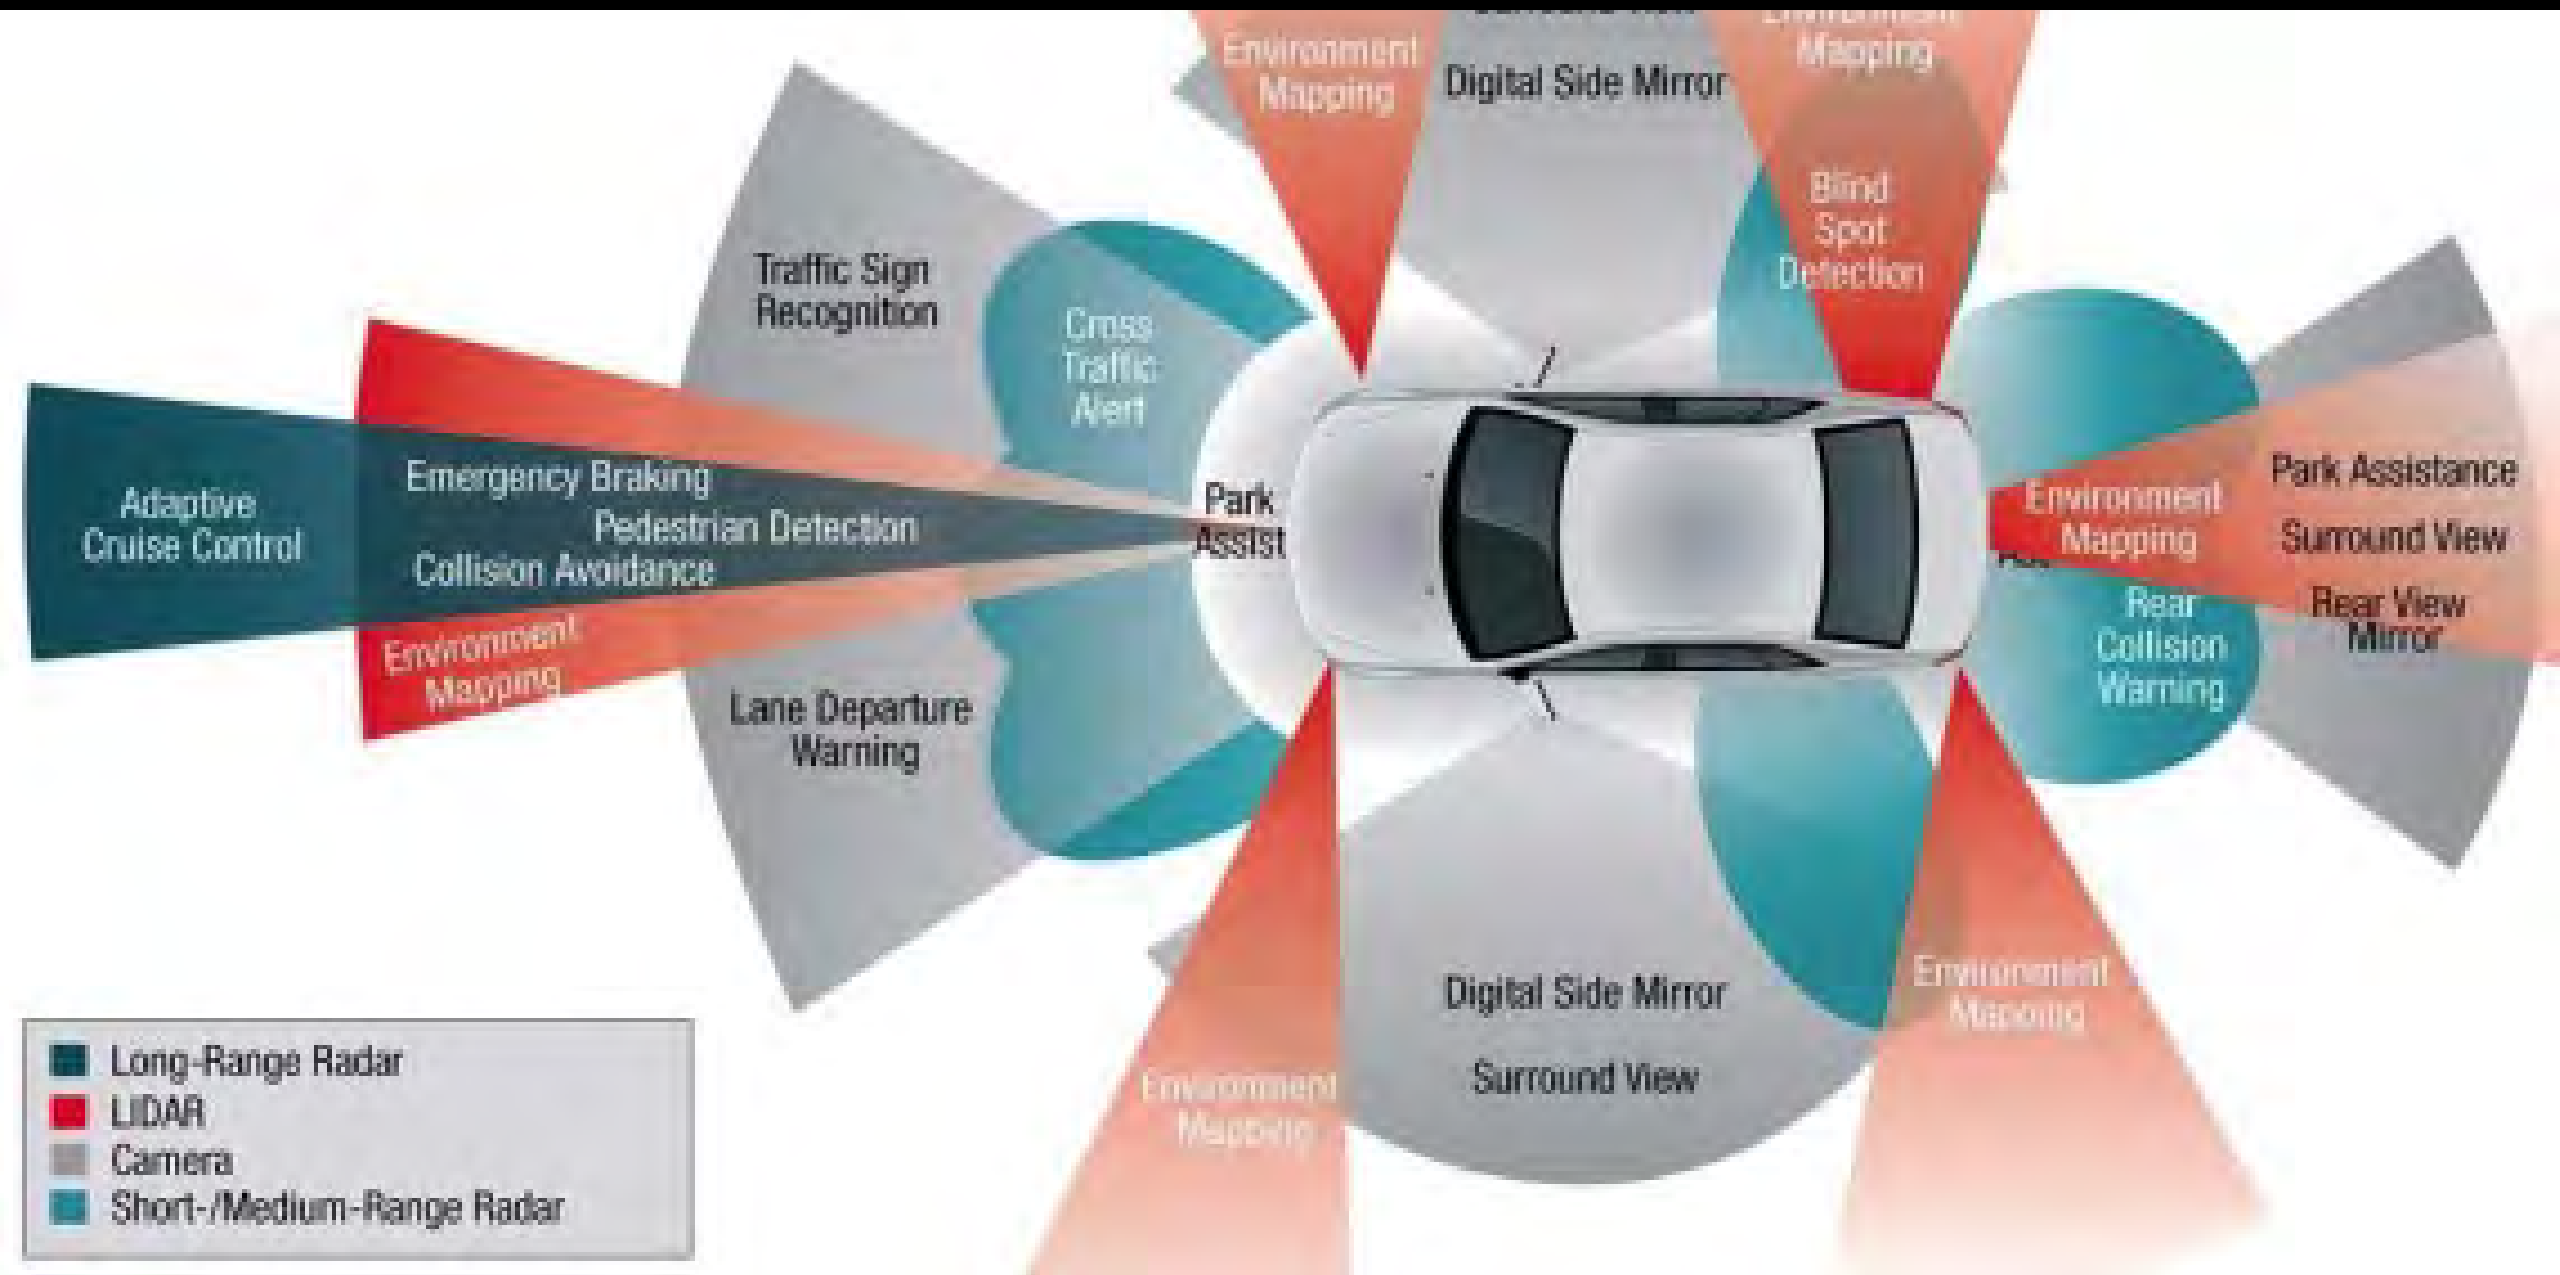 Environment
Mapping
Digital Side Mirror
Environment
Mapping
Blind
Spot
Detection
Traffic Sign
Recognition
Cross
Traffic
Alert
Adaptive
Cruise Control
Emergency Braking
Pedestrian Detection
Collision Avoidance
Environment
Mapping
Lane Departure
Warning
Park
Assist
Environment
Mapping
Park Assistance
Surround View
Rear View
Mirror
Rear
Collision
Warning
Digital Side Mirror
Surround View
Environment
Mapping
Environment
Mapping
Long-Range Radar
LIDAR
Camera
Short-/Medium-Range Radar